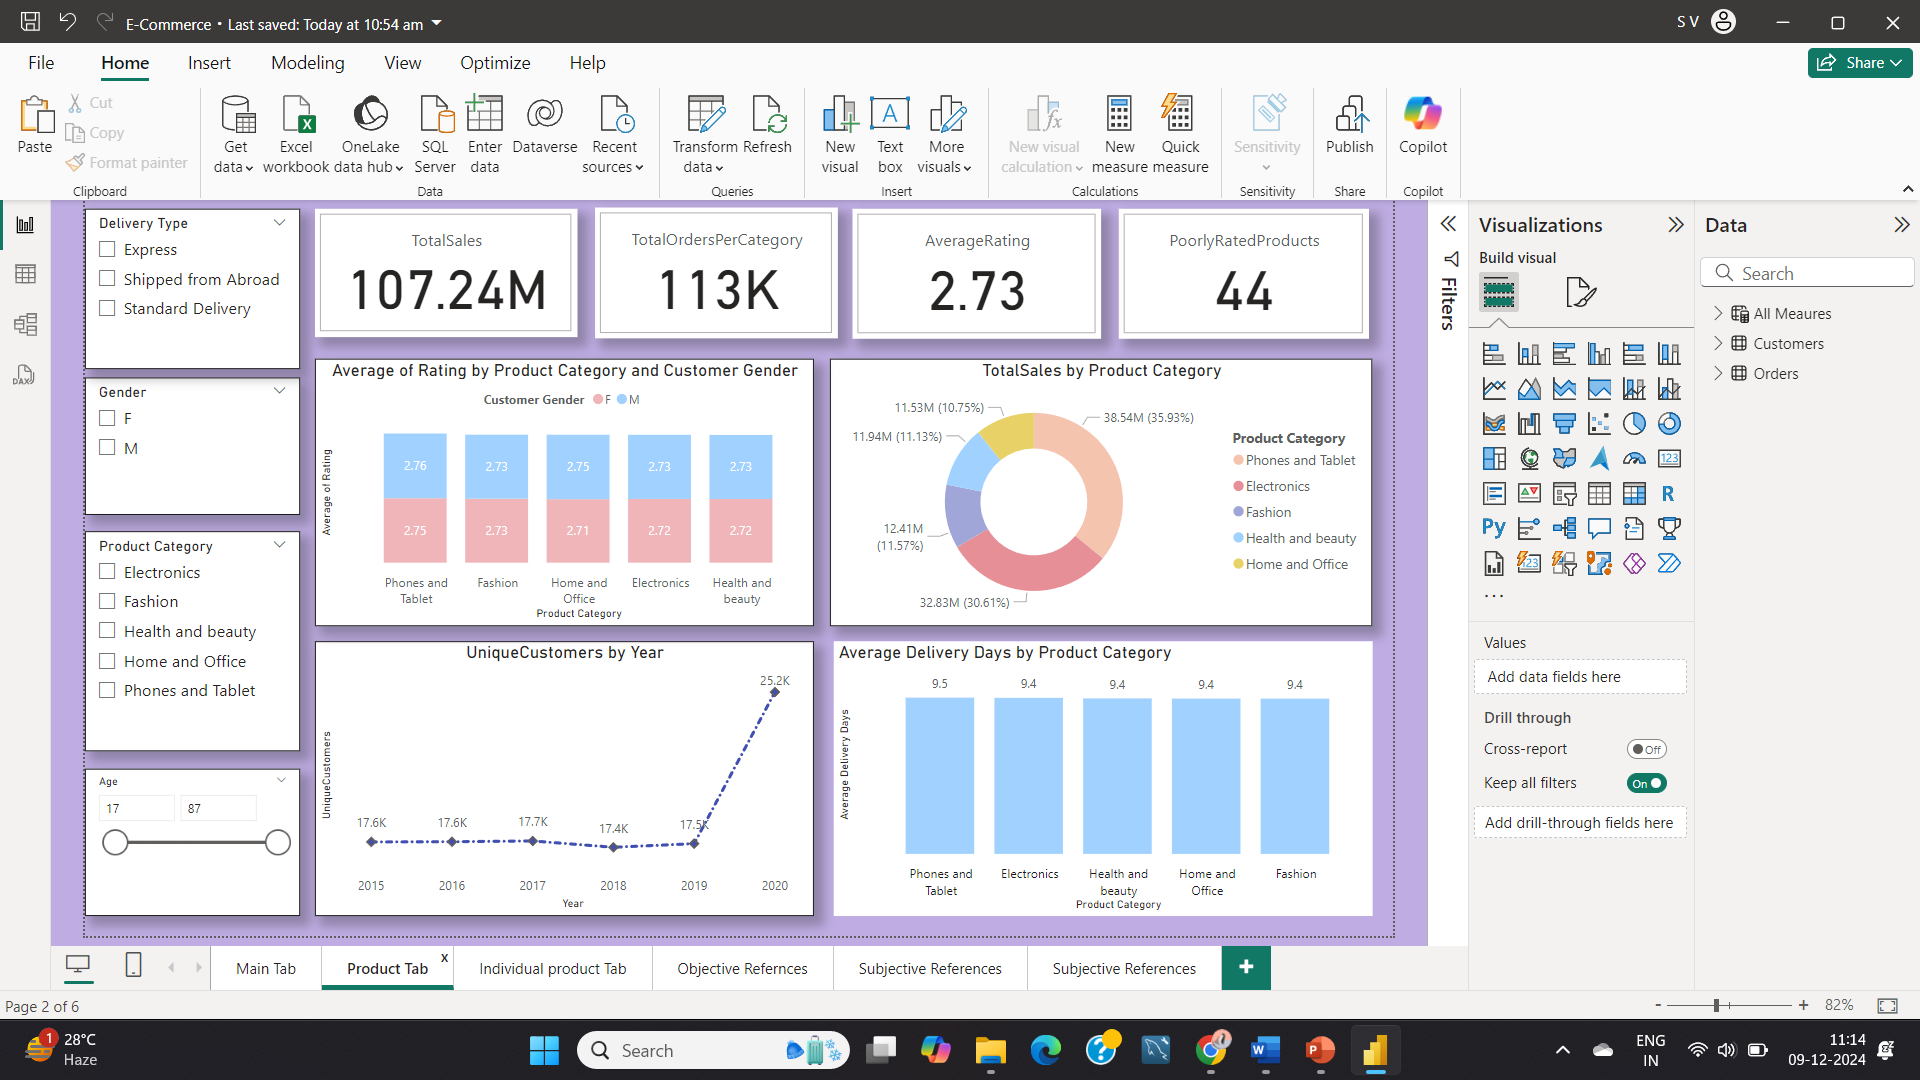 E-Commerce • Last saved: Today at 10:54 am
S V
File Home Insert Modeling View Optimize Help
Share
Paste
Cut
Copy
Format painter
Clipboard
Get data
Excel workbook
OneLake data hub
SQL Server
Enter data
Dataverse
Recent sources
Data
Transform data
Refresh
Queries
New visual
Text box
More visuals
Insert
New visual calculation
New measure
Quick measure
Calculations
Sensitivity
Sensitivity
Publish
Share
Copilot
Copilot
Delivery Type
Express
Shipped from Abroad
Standard Delivery
Gender
F
M
Product Category
Electronics
Fashion
Health and beauty
Home and Office
Phones and Tablet
Age
17 87
TotalSales
107.24M
TotalOrdersPerCategory
113K
AverageRating
2.73
PoorlyRatedProducts
44
Average of Rating by Product Category and Customer Gender
Customer Gender F M
Average of Rating
2.76 2.73 2.75 2.73 2.73
2.75 2.73 2.71 2.72 2.72
Phones and Tablet
Fashion
Home and Office
Electronics
Health and beauty
Product Category
TotalSales by Product Category
11.53M (10.75%)
38.54M (35.93%)
11.94M (11.13%)
12.41M
(11.57%)
32.83M (30.61%)
Product Category
Phones and Tablet
Electronics
Fashion
Health and beauty
Home and Office
UniqueCustomers by Year
UniqueCustomers
25.2K
17.6K 17.6K 17.7K 17.4K 17.5K
2015 2016 2017 2018 2019 2020
Year
Average Delivery Days by Product Category
Average Delivery Days
9.5 9.4 9.4 9.4 9.4
Phones and Tablet
Electronics
Health and beauty
Home and Office
Fashion
Product Category
Filters
Visualizations
Build visual
123
R
Py
123
...
Values
Add data fields here
Drill through
Cross-report
Off
Keep all filters
On
Add drill-through fields here
Data
Search
All Meaures
Customers
Orders
DAX
Main Tab
Product Tab
X
Individual product Tab
Objective Refernces
Subjective References
Subjective References
+
Page 2 of 6
- + 82%
1
28°C
Haze
Search
ENG
IN
11:14
09-12-2024